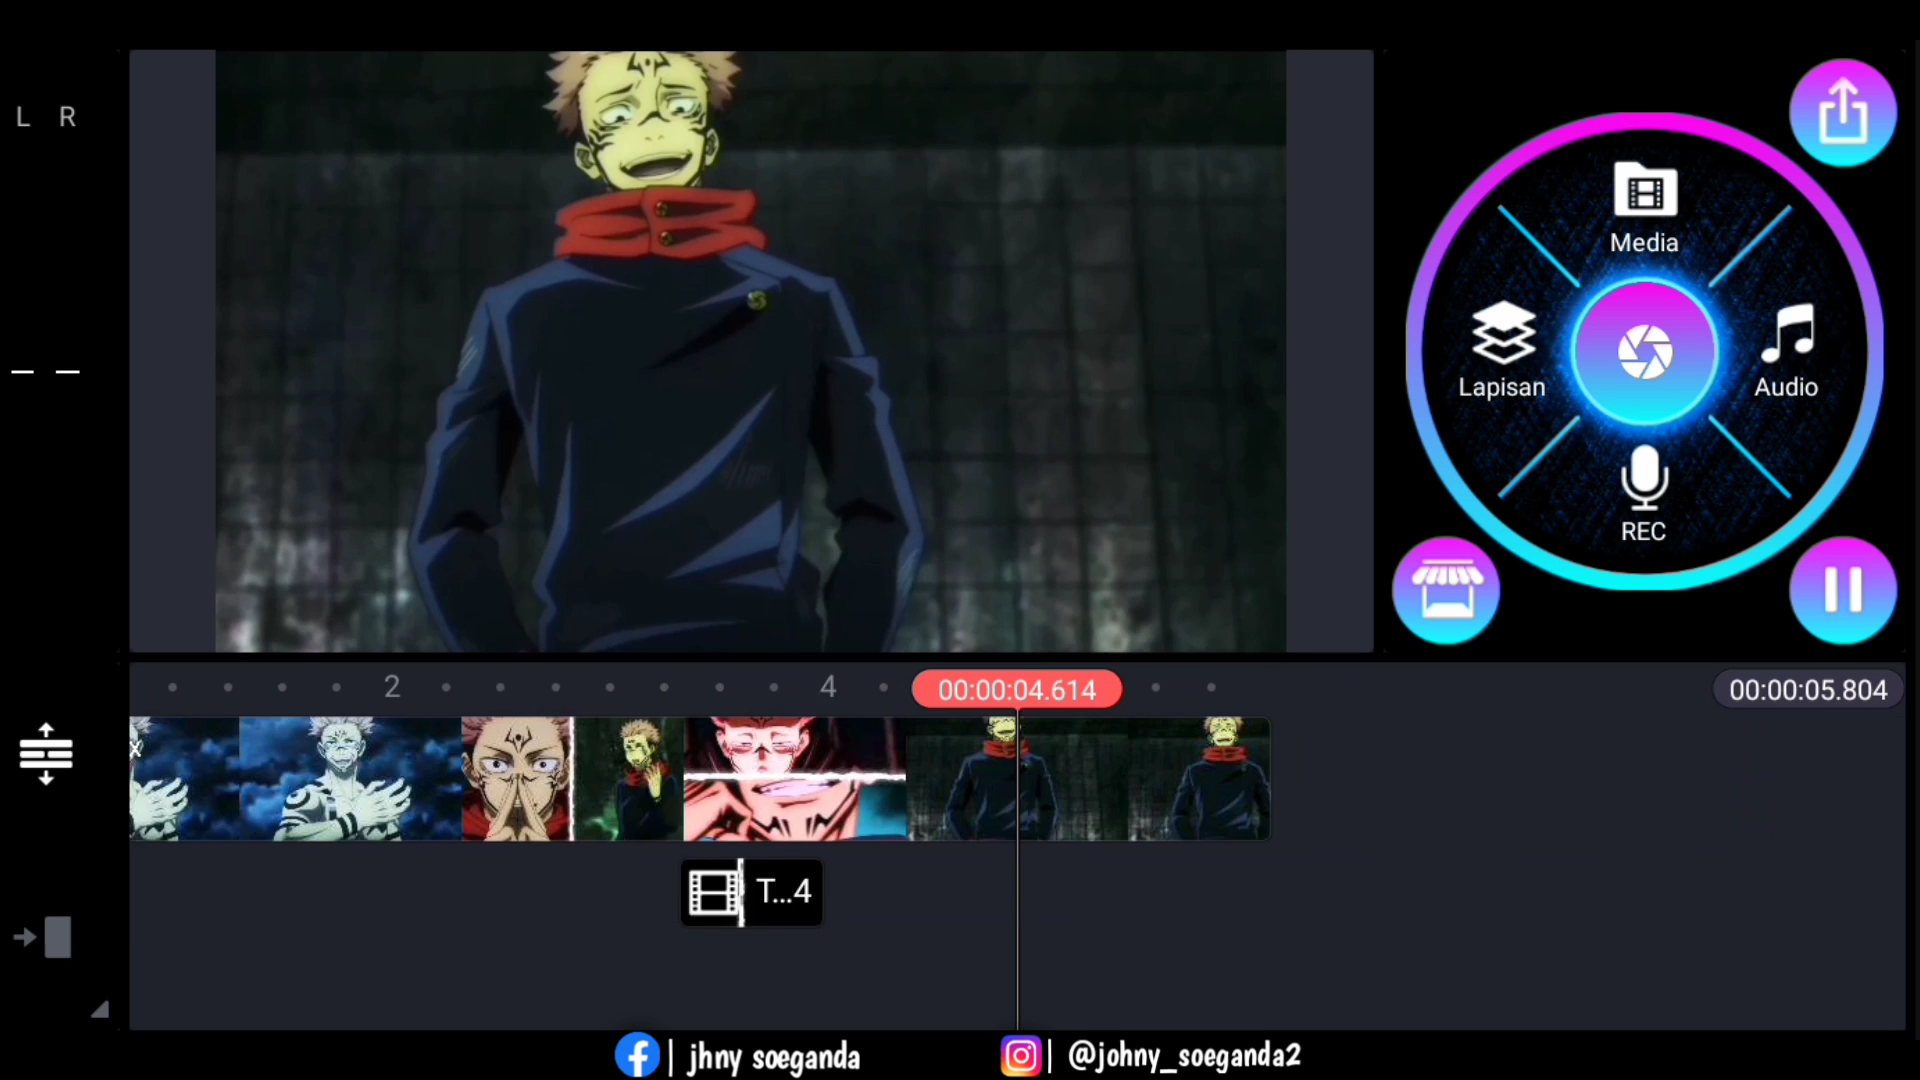 L R
Media
Lapisan
Audio
REC
2
4
00:00:04.614
00:00:05.804
T...4
| jhny soeganda
| @johny_soeganda2